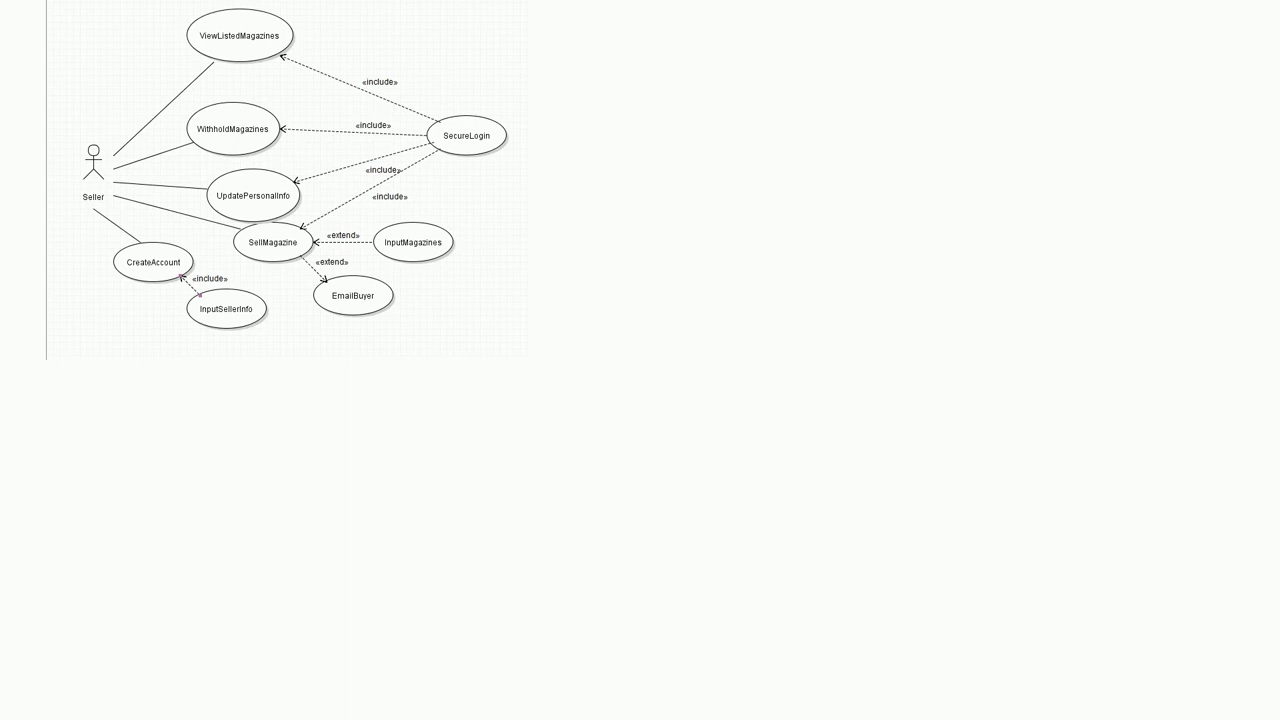 ViewListedMagazines
«include»
«include»
WithholdMagazines
SecureLogin
«include»
UpdatePersonalInfo
Seller
«include»
«extend»
SellMagazine
InputMagazines
CreateAccount
«extend»
«include»
EmailBuyer
InputSellerInfo